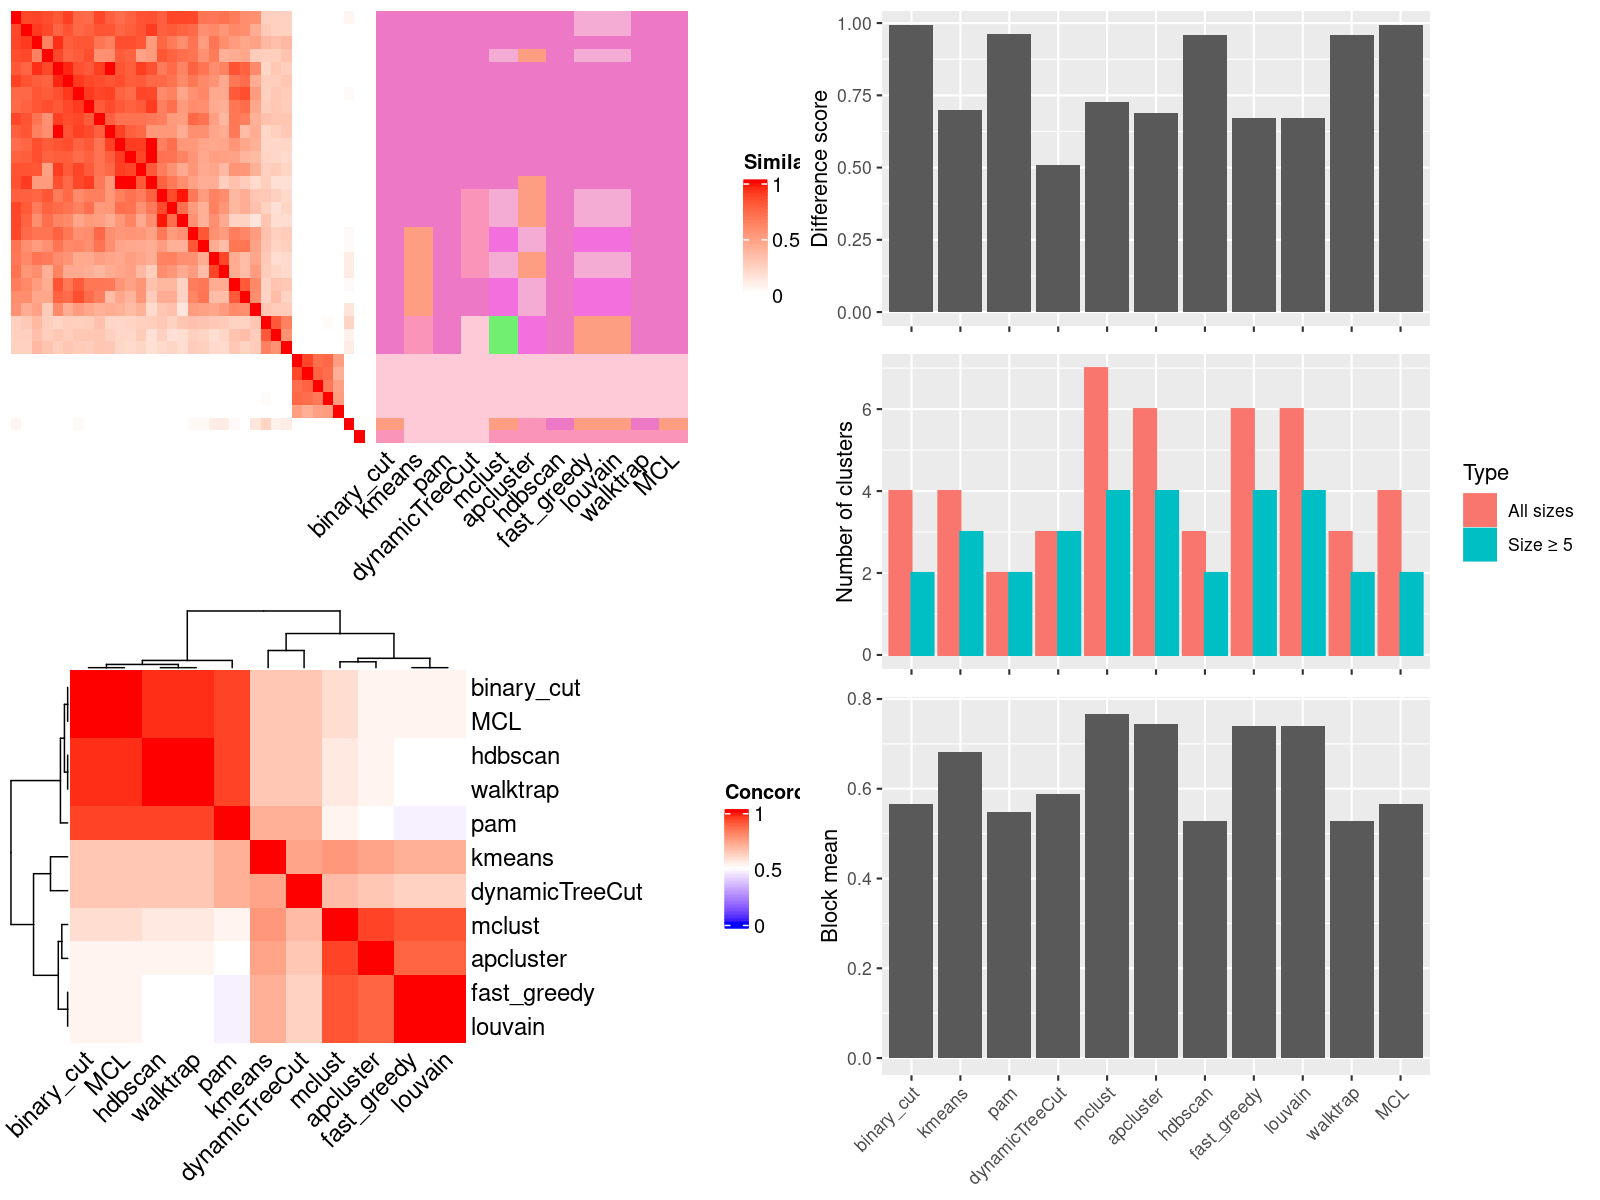 Simila
1
0.5
0
binary_cut
kmeans
pam
dynamicTreeCut
mclust
apcluster
hdbscan
fast_greedy
louvain
walktrap
MCL
Difference score
1.00
0.75
0.50
0.25
0.00
Number of clusters
6
4
2
0
Type
All sizes
Size ≥ 5
binary_cut
MCL
hdbscan
walktrap
pam
kmeans
dynamicTreeCut
mclust
apcluster
fast_greedy
louvain
binary_cut
MCL
hdbscan
walktrap
pam
kmeans
dynamicTreeCut
mclust
apcluster
fast_greedy
louvain
Concord
1
0.5
0
Block mean
0.8
0.6
0.4
0.2
0.0
binary_cut
kmeans
pam
dynamicTreeCut
mclust
apcluster
hdbscan
fast_greedy
louvain
walktrap
MCL